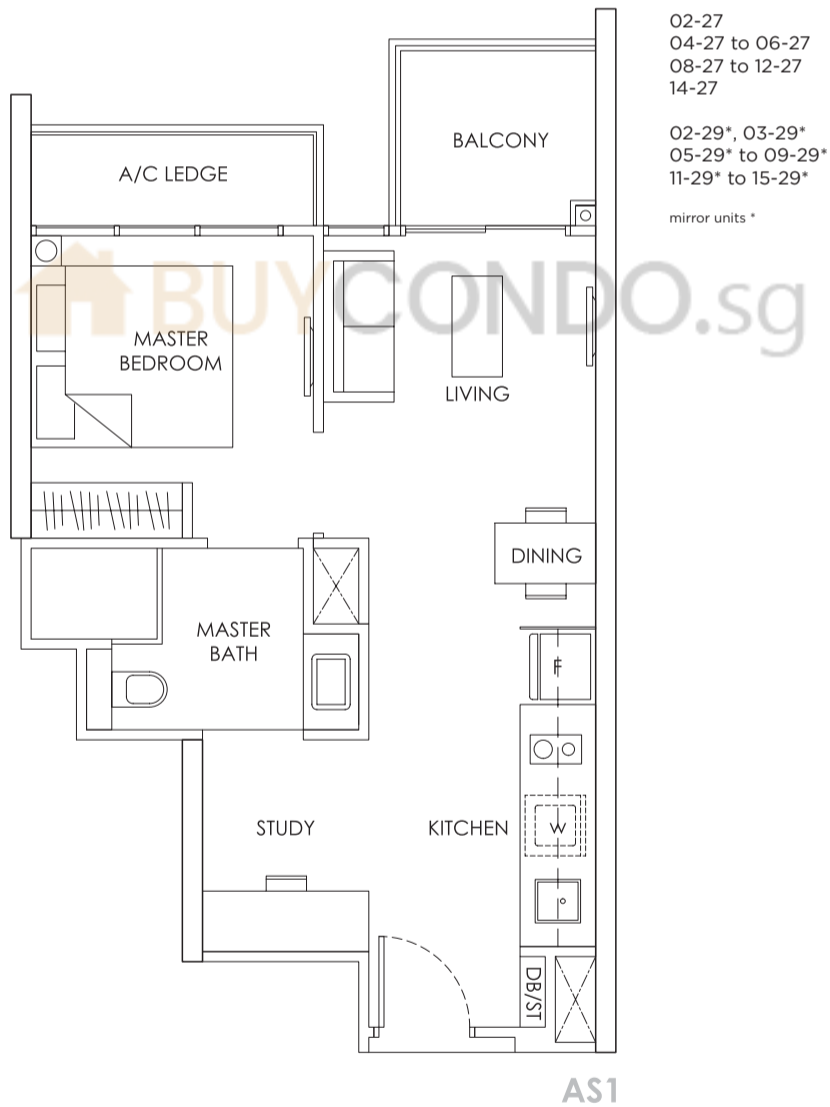 02-27
04-27 to 06-27
08-27 to 12-27
14-27
02-29*, 03-29*
05-29* to 09-29*
11-29* to 15-29*
mirror units *
BALCONY
A/C LEDGE
BUYCONDO.sg
MASTER
BEDROOM
LIVING
DINING
MASTER
BATH
F
STUDY
KITCHEN
W
DB/ST
AS1